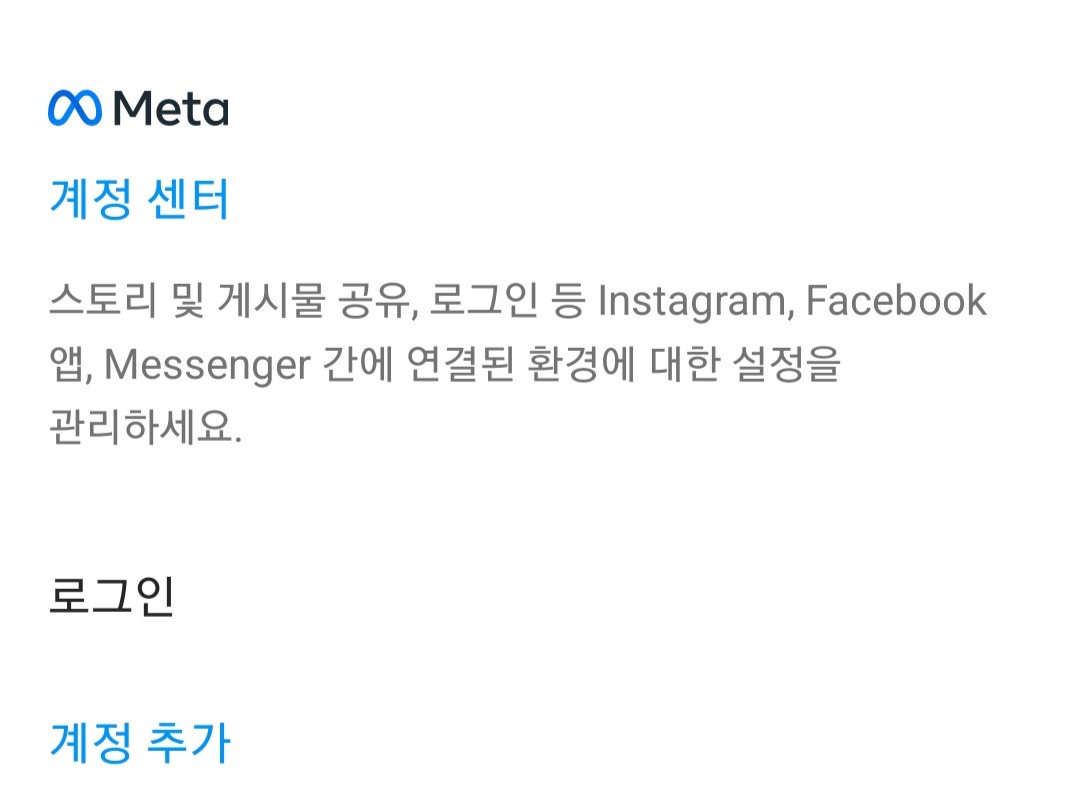 Meta
계정 센터
스토리 및 게시물 공유, 로그인 등 Instagram, Facebook
앱, Messenger 간에 연결된 환경에 대한 설정을
관리하세요.
로그인
계정 추가